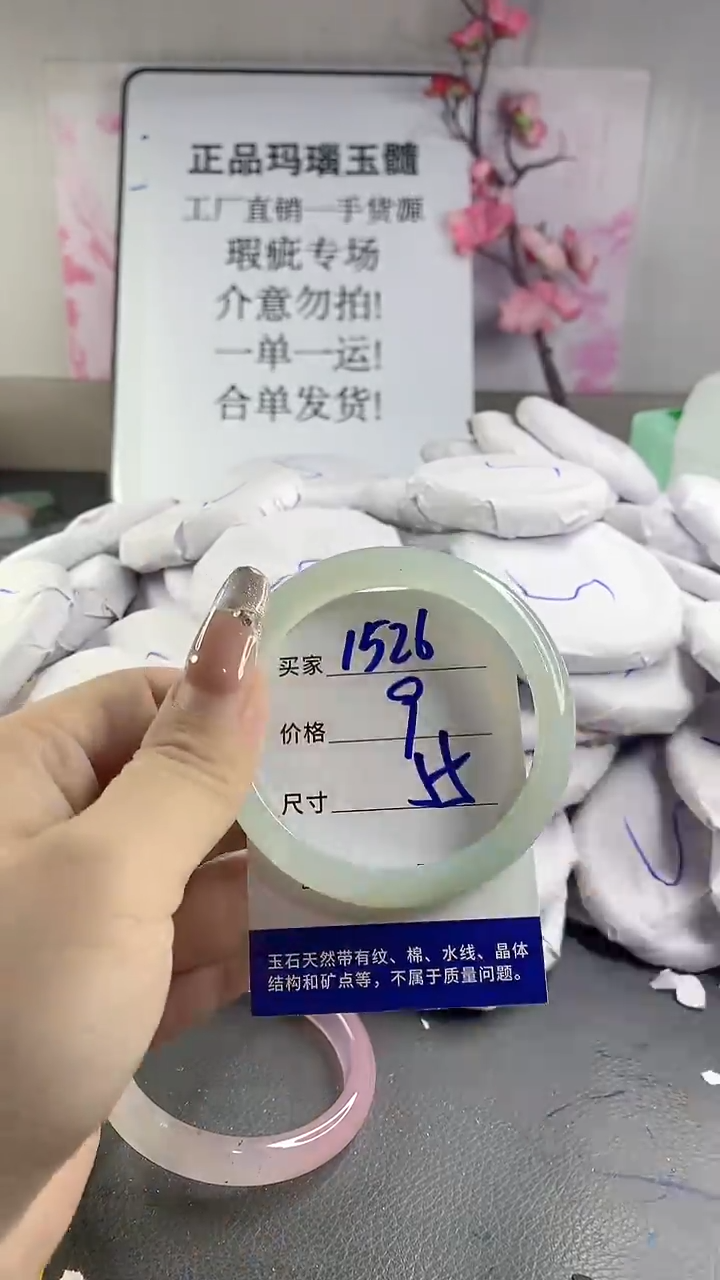 正品玛瑙玉髓
工厂直销一手货源
瑕疵专场
介意勿拍!
一单一运!
合单发货!
买家 1526
价格 9
尺寸 55
玉石天然带有纹、棉、水线、晶体
结构和矿点等，不属于质量问题。